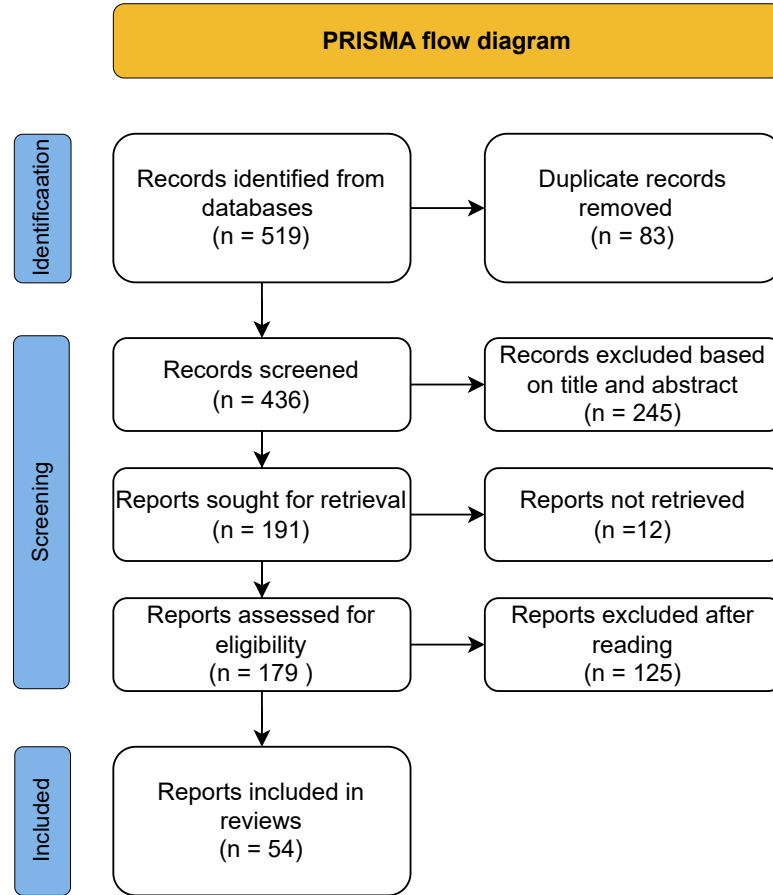 PRISMA flow diagram
Identificaation
Records identified from
databases
(n = 519)
Duplicate records
removed
(n = 83)
Screening
Records screened
(n = 436)
Records excluded based
on title and abstract
(n = 245)
Reports sought for retrieval
(n = 191)
Reports not retrieved
(n =12)
Reports assessed for
eligibility
(n = 179 )
Reports excluded after
reading
(n = 125)
Included
Reports included in
reviews
(n = 54)